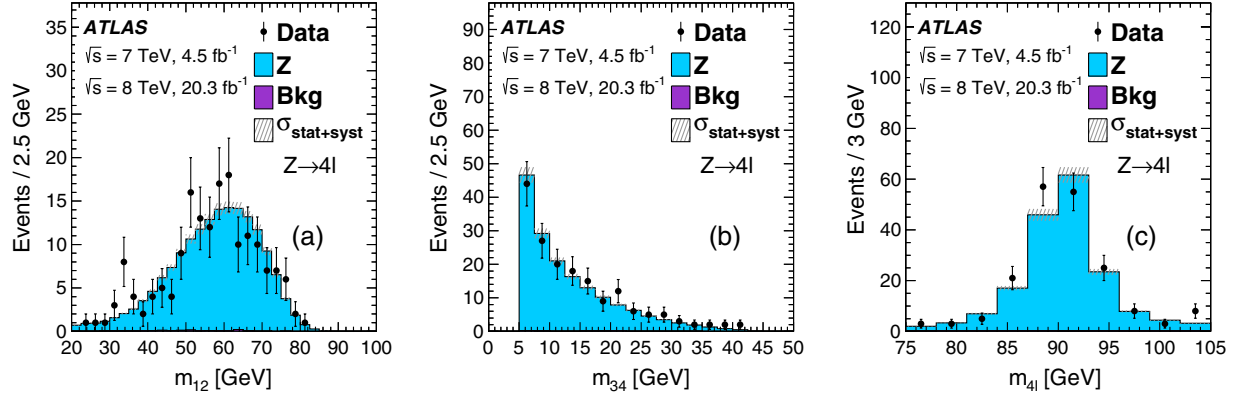 Events / 2.5 GeV
35
30
25
20
15
10
5
0
ATLAS
√s = 7 TeV, 4.5 fb⁻¹
√s = 8 TeV, 20.3 fb⁻¹
Data
Z
Bkg
σstat+syst
Z→4l
(a)
20 30 40 50 60 70 80 90 100
m12 [GeV]
Events / 2.5 GeV
90
80
70
60
50
40
30
20
10
0
ATLAS
√s = 7 TeV, 4.5 fb⁻¹
√s = 8 TeV, 20.3 fb⁻¹
Data
Z
Bkg
σstat+syst
Z→4l
(b)
0 5 10 15 20 25 30 35 40 45 50
m34 [GeV]
Events / 3 GeV
120
100
80
60
40
20
0
ATLAS
√s = 7 TeV, 4.5 fb⁻¹
√s = 8 TeV, 20.3 fb⁻¹
Data
Z
Bkg
σstat+syst
Z→4l
(c)
75 80 85 90 95 100 105
m4l [GeV]